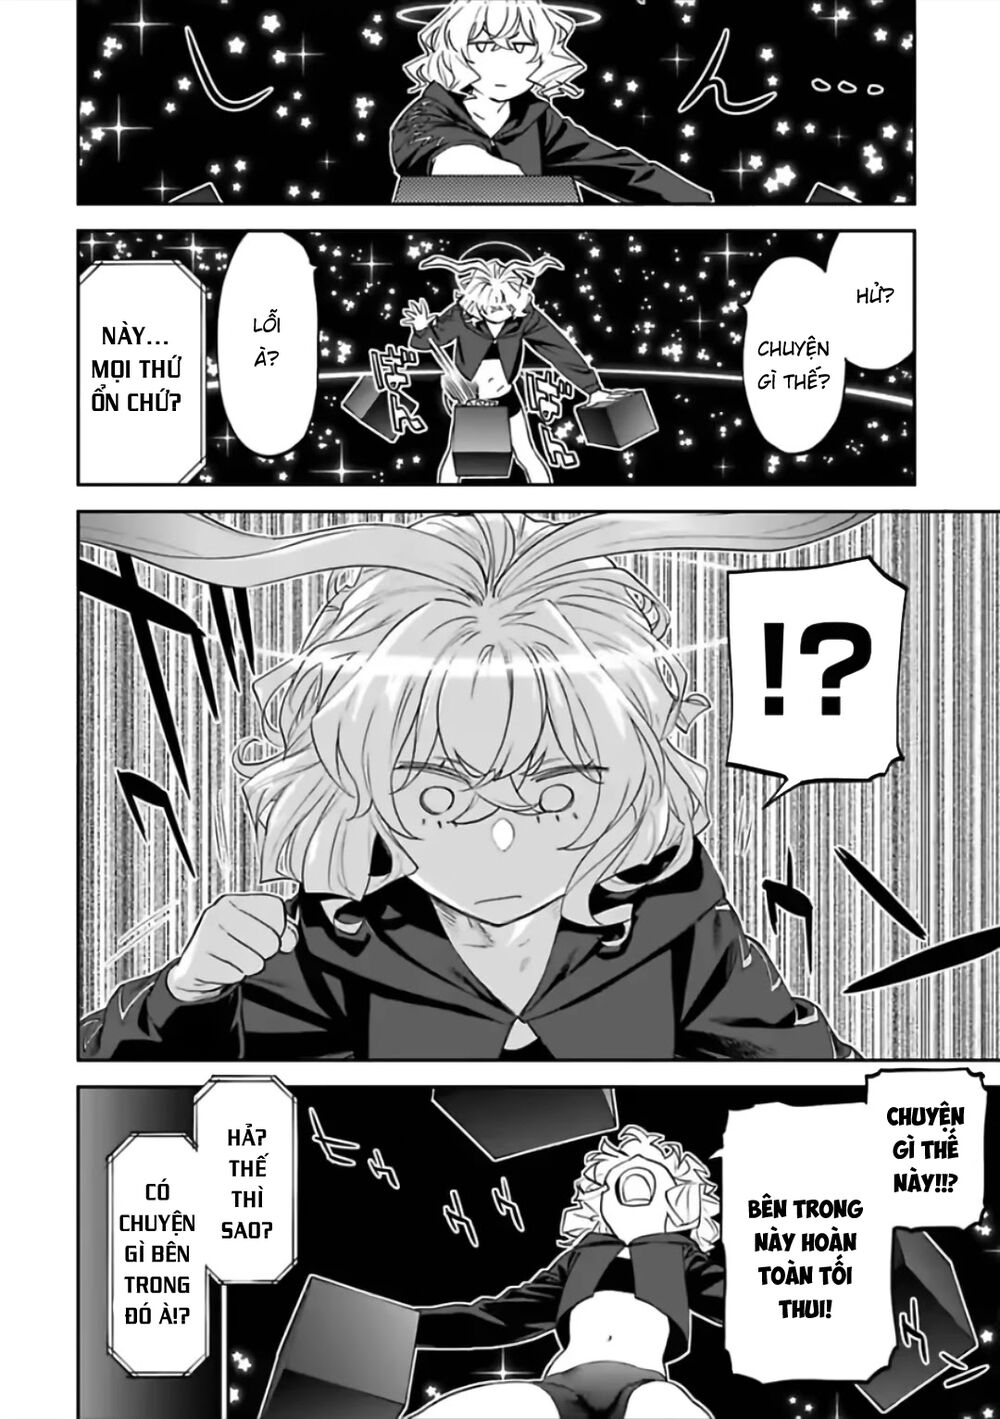 しん…
HỬ?
CHUYỆN
GÌ THẾ?
LỖI
À?
NÀY...
MỌI THỨ
ỔN CHỨ?
!?
CHUYỆN
GÌ THẾ
NÀY!!!?
BÊN TRONG
NÀY HOÀN
TOÀN TỐI
THUI!
HẢ?
THẾ
THÌ
SAO?
CÓ
CHUYỆN
GÌ BÊN
TRONG
ĐÓ À!?